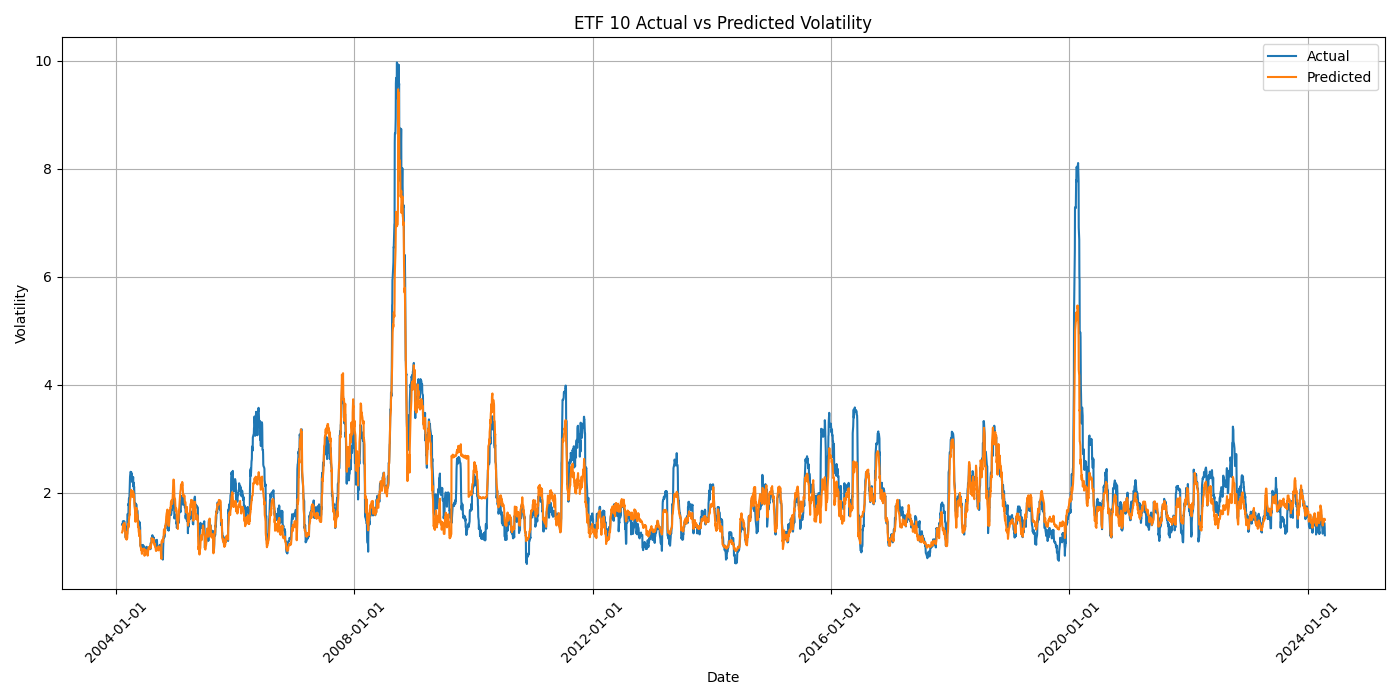 ETF 10 Actual vs Predicted Volatility
Actual
Predicted
10
8
6
4
2
Volatility
2004-01-01
2008-01-01
2012-01-01
2016-01-01
2020-01-01
2024-01-01
Date